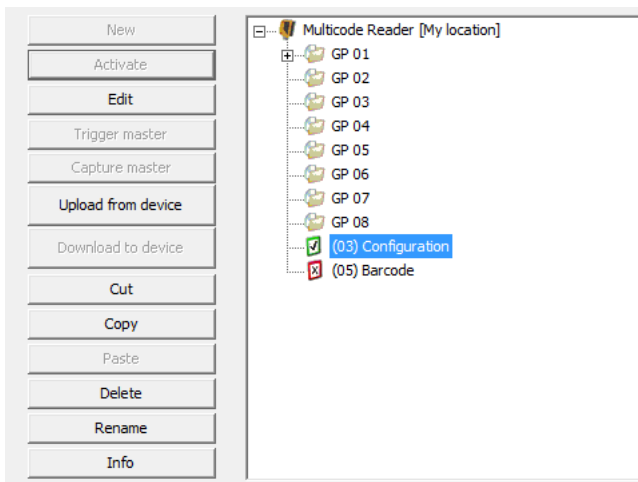 New
Activate
Edit
Trigger master
Capture master
Upload from device
Download to device
Cut
Copy
Paste
Delete
Rename
Info
Multicode Reader [My location]
GP 01
GP 02
GP 03
GP 04
GP 05
GP 06
GP 07
GP 08
(03) Configuration
(05) Barcode